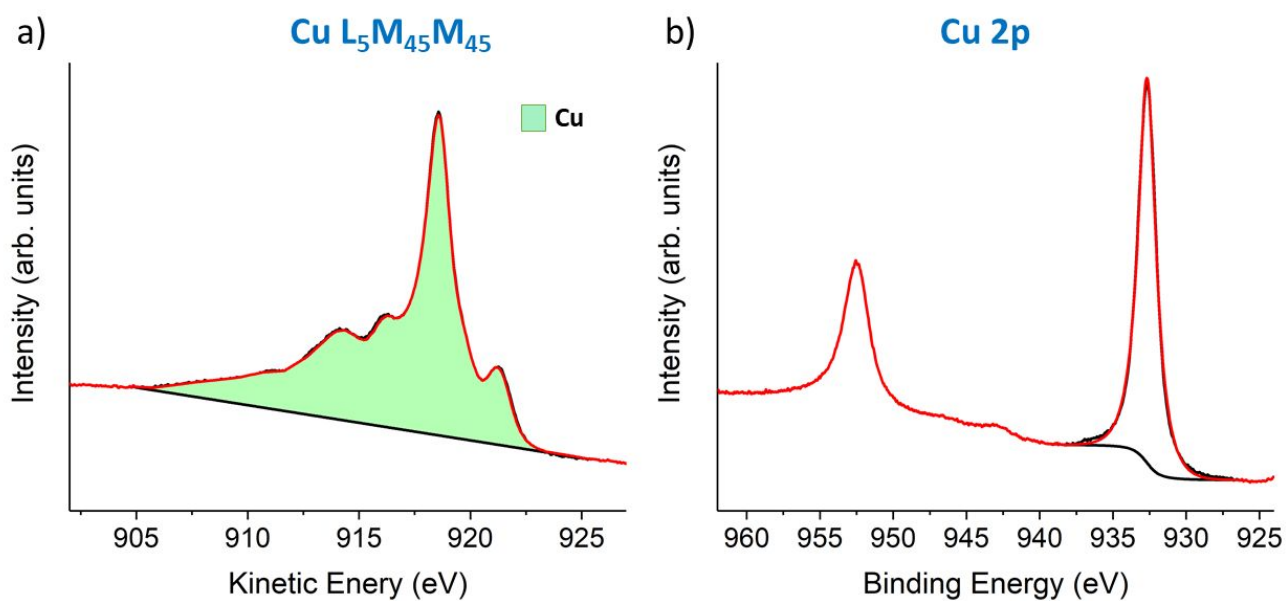 a)
Cu L5M45M45
Intensity (arb. units)
Cu
905 910 915 920 925
Kinetic Enery (eV)
b)
Cu 2p
Intensity (arb. units)
960 955 950 945 940 935 930 925
Binding Energy (eV)